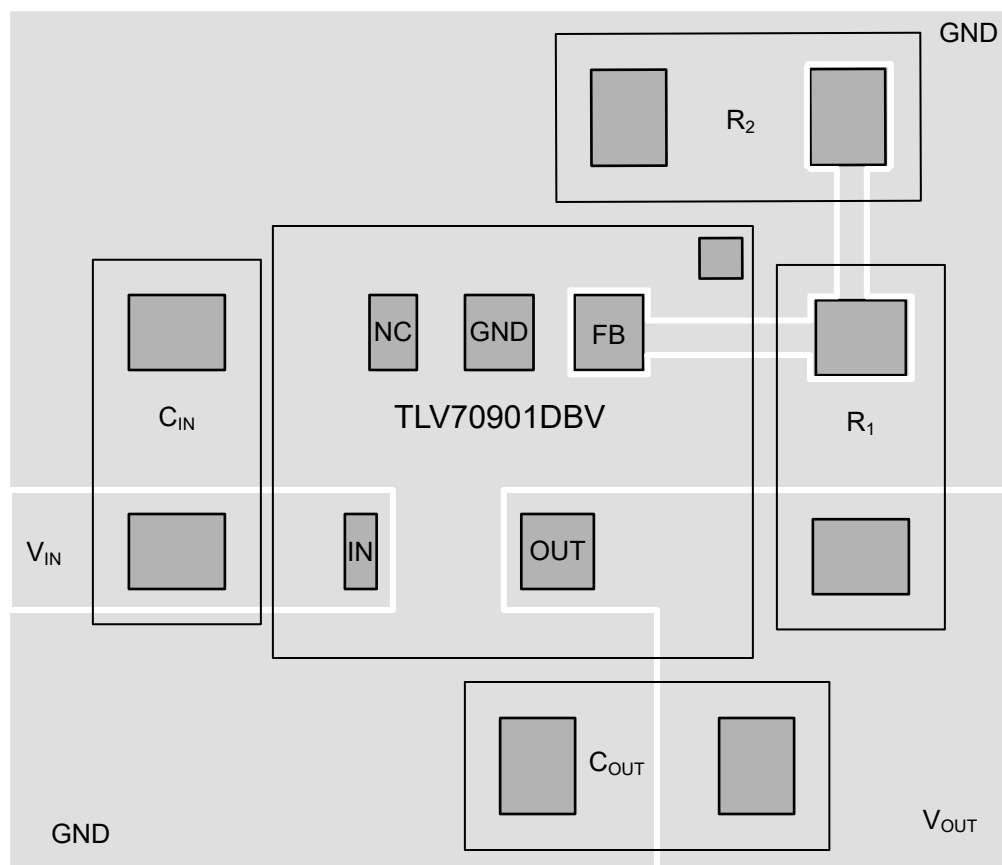 GND
R2
NC
GND
FB
TLV70901DBV
CIN
R1
VIN
IN
OUT
COUT
GND
VOUT